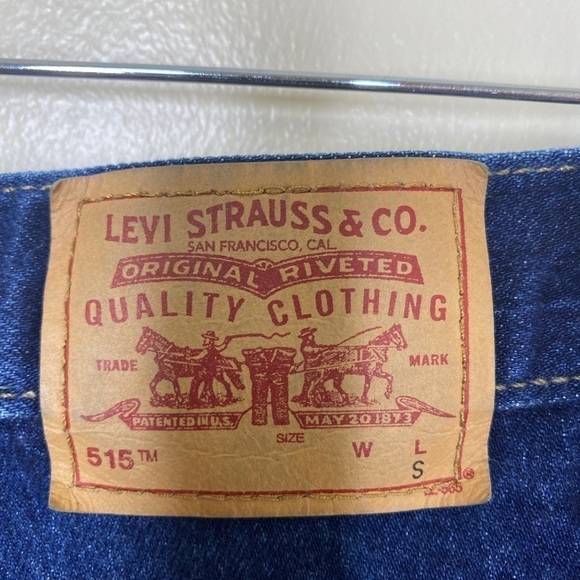 LEVI STRAUSS & CO.
SAN FRANCISCO, CAL.
ORIGINAL RIVETED
QUALITY CLOTHING
TRADE MARK
PATENTED IN U.S. MAY 20 1873
SIZE
515™ W L
S
®